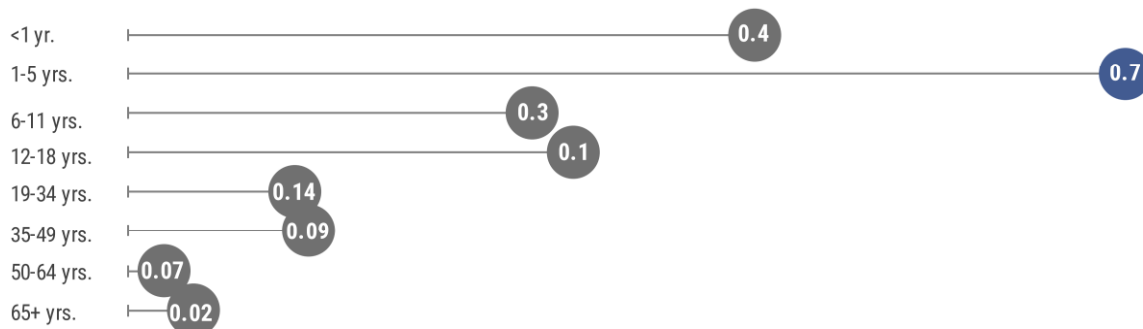 <1 yr. 0.4
1-5 yrs. 0.7
6-11 yrs. 0.3
12-18 yrs. 0.1
19-34 yrs. 0.14
35-49 yrs. 0.09
50-64 yrs. 0.07
65+ yrs. 0.02